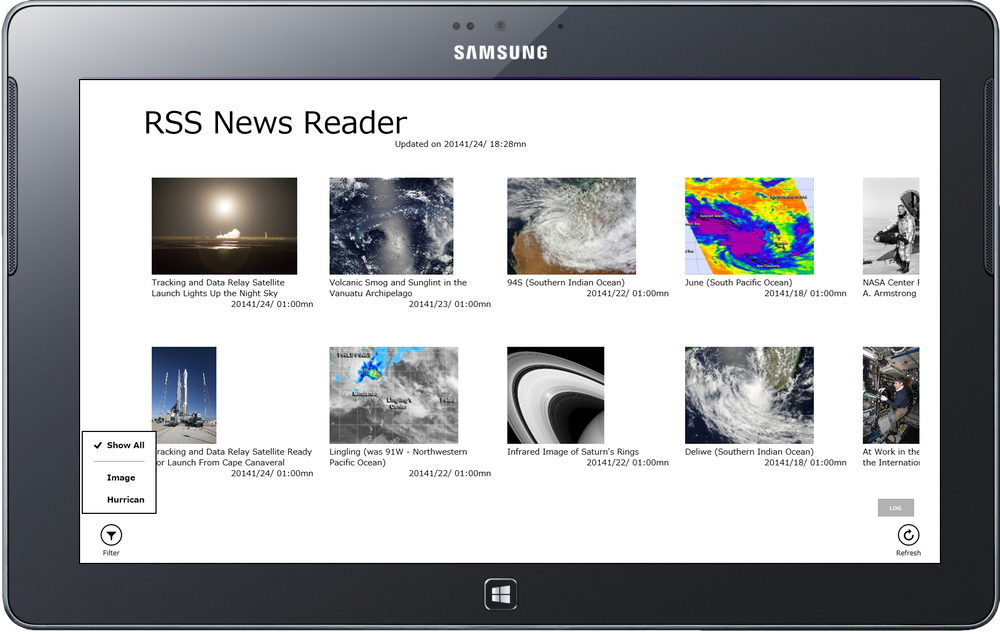 SAMSUNG
RSS News Reader
Updated on 20141/24/ 18:28mn
Tracking and Data Relay Satellite
Launch Lights Up the Night Sky
20141/24/ 01:00mn
Volcanic Smog and Sunglint in the
Vanuatu Archipelago
20141/23/ 01:00mn
94S (Southern Indian Ocean)
20141/22/ 01:00mn
June (South Pacific Ocean)
20141/18/ 01:00mn
NASA Center F
A. Armstrong
PHILIPPINES
Mindanao
Lingling's
Center
Palau
racking and Data Relay Satellite Ready
or Launch From Cape Canaveral
20141/24/ 01:00mn
Lingling (was 91W - Northwestern
Pacific Ocean)
20141/22/ 01:00mn
Infrared Image of Saturn's Rings
20141/22/ 01:00mn
Deliwe (Southern Indian Ocean)
20141/18/ 01:00mn
At Work in the
the Internation
Show All
Image
Hurrican
LOG
Filter
Refresh